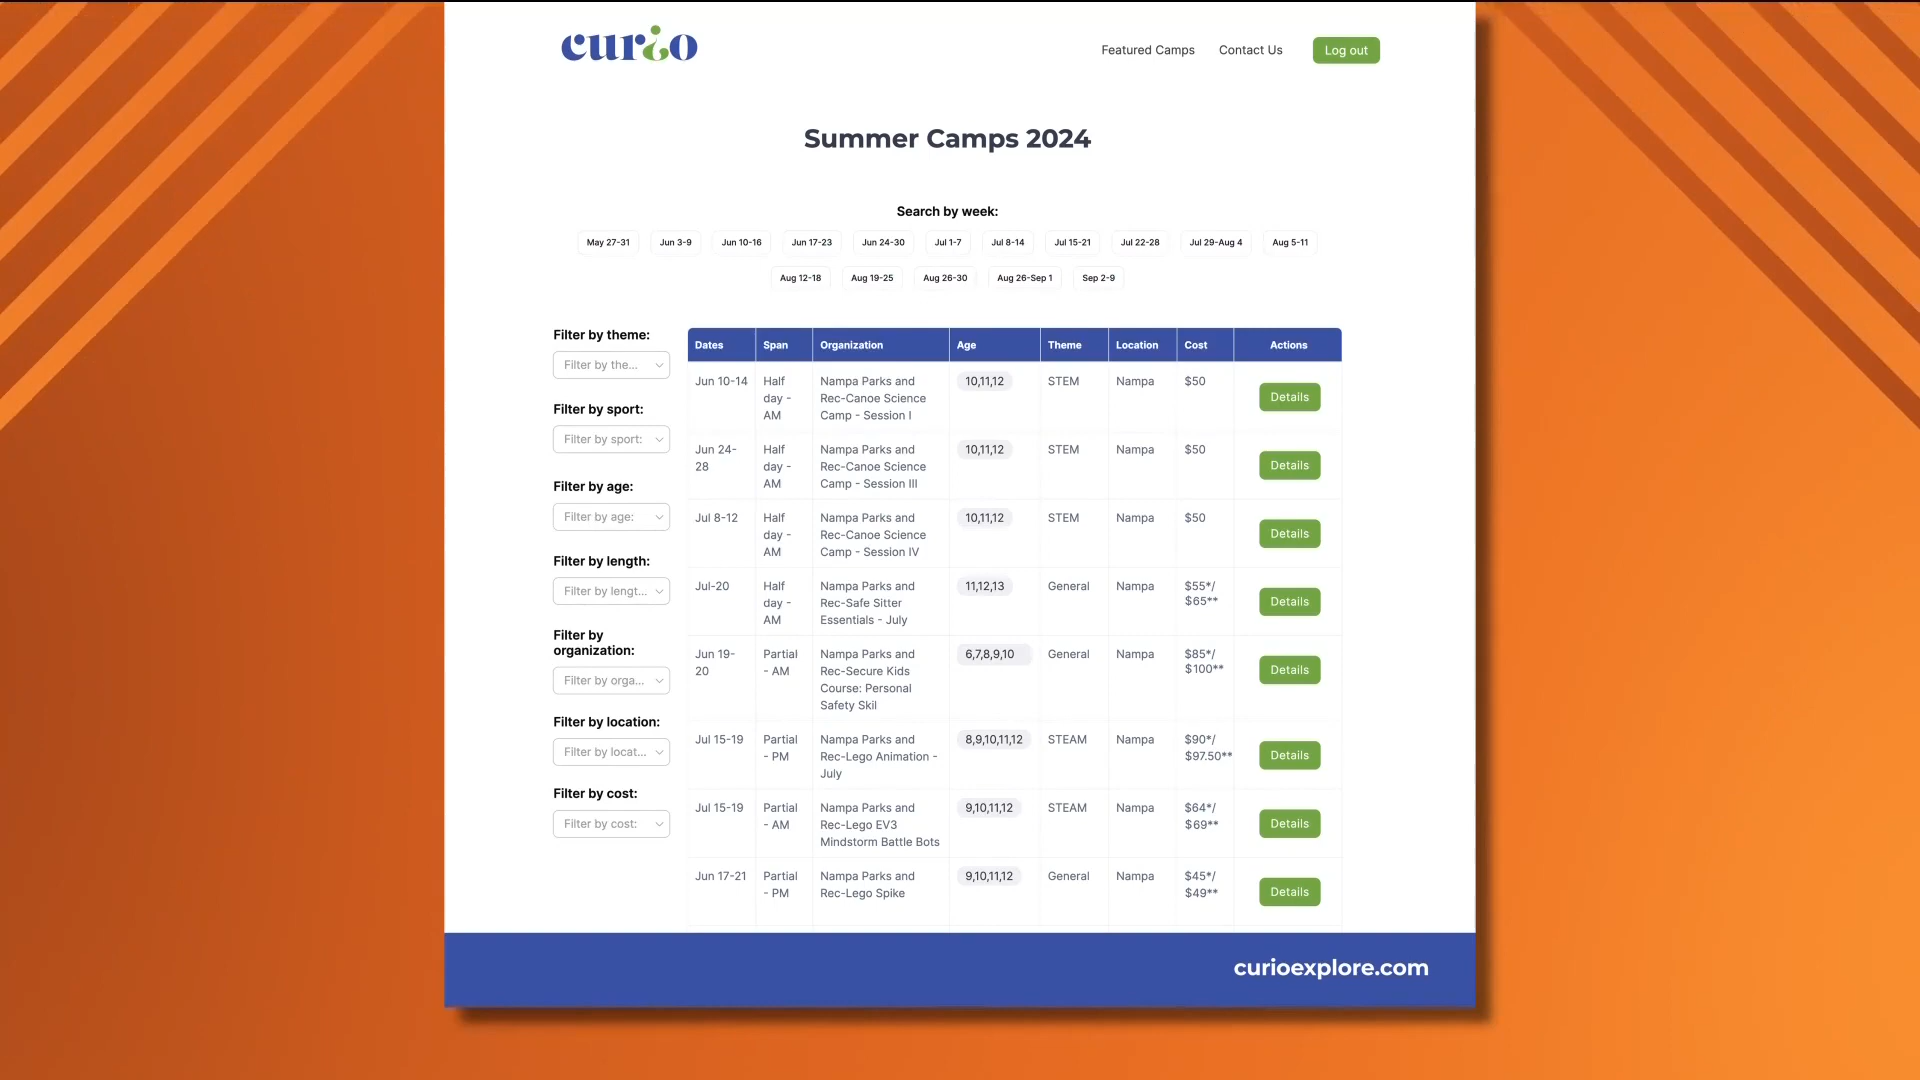 curio
Featured Camps
Contact Us
Log out
Summer Camps 2024
Search by week:
May 27-31
Jun 3-9
Jun 10-16
Jun 17-23
Jun 24-30
Jul 1-7
Jul 8-14
Jul 15-21
Jul 22-28
Jul 29-Aug 4
Aug 5-11
Aug 12-18
Aug 19-25
Aug 26-30
Aug 26-Sep 1
Sep 2-9
Filter by theme:
Filter by the...
Filter by sport:
Filter by sport:
Filter by age:
Filter by age:
Filter by length:
Filter by lengt...
Filter by
organization:
Filter by orga...
Filter by location:
Filter by locat...
Filter by cost:
Filter by cost:
Dates
Span
Organization
Age
Theme
Location
Cost
Actions
Jun 10-14
Half
day -
AM
Nampa Parks and
Rec-Canoe Science
Camp - Session I
10,11,12
STEM
Nampa
$50
Details
Jun 24-
28
Half
day -
AM
Nampa Parks and
Rec-Canoe Science
Camp - Session III
10,11,12
STEM
Nampa
$50
Details
Jul 8-12
Half
day -
AM
Nampa Parks and
Rec-Canoe Science
Camp - Session IV
10,11,12
STEM
Nampa
$50
Details
Jul-20
Half
day -
AM
Nampa Parks and
Rec-Safe Sitter
Essentials - July
11,12,13
General
Nampa
$55*/
$65**
Details
Jun 19-
20
Partial
- AM
Nampa Parks and
Rec-Secure Kids
Course: Personal
Safety Skil
6,7,8,9,10
General
Nampa
$85*/
$100**
Details
Jul 15-19
Partial
- PM
Nampa Parks and
Rec-Lego Animation -
July
8,9,10,11,12
STEAM
Nampa
$90*/
$97.50**
Details
Jul 15-19
Partial
- AM
Nampa Parks and
Rec-Lego EV3
Mindstorm Battle Bots
9,10,11,12
STEAM
Nampa
$64*/
$69**
Details
Jun 17-21
Partial
- PM
Nampa Parks and
Rec-Lego Spike
9,10,11,12
General
Nampa
$45*/
$49**
Details
curioexplore.com